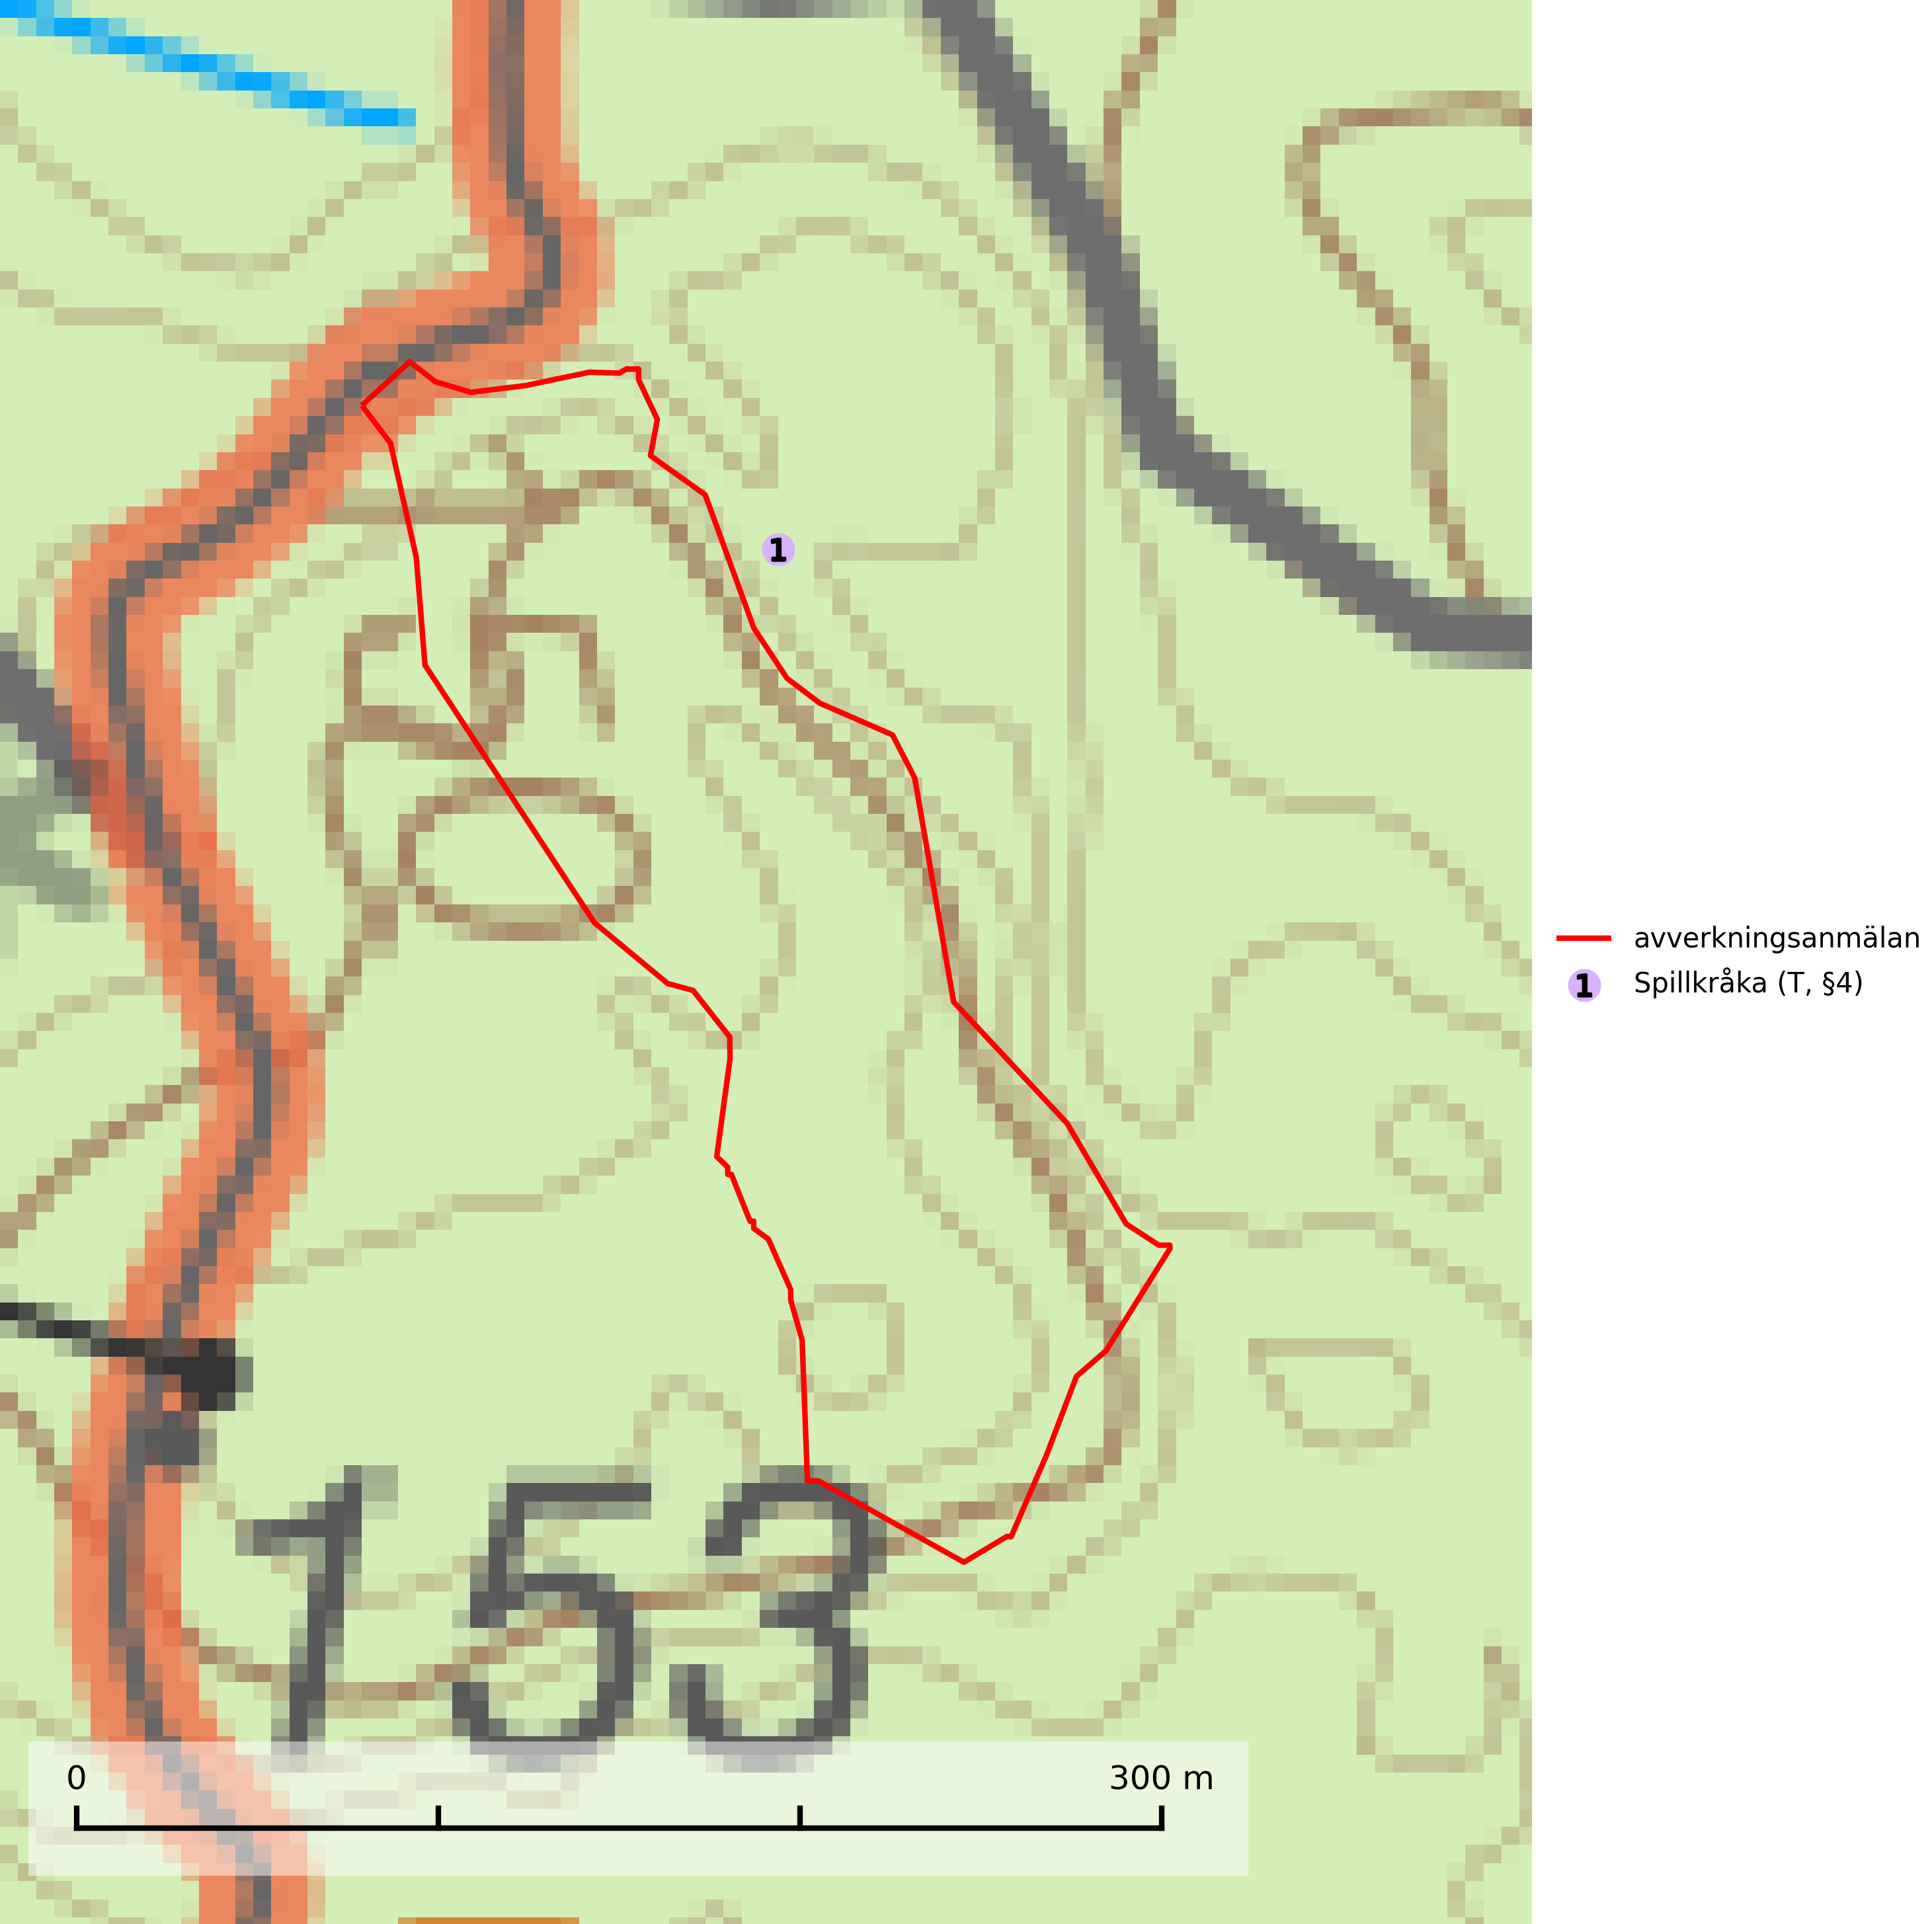 1
avverkningsanmälan
1 Spillkråka (T, §4)
153
0 300 m